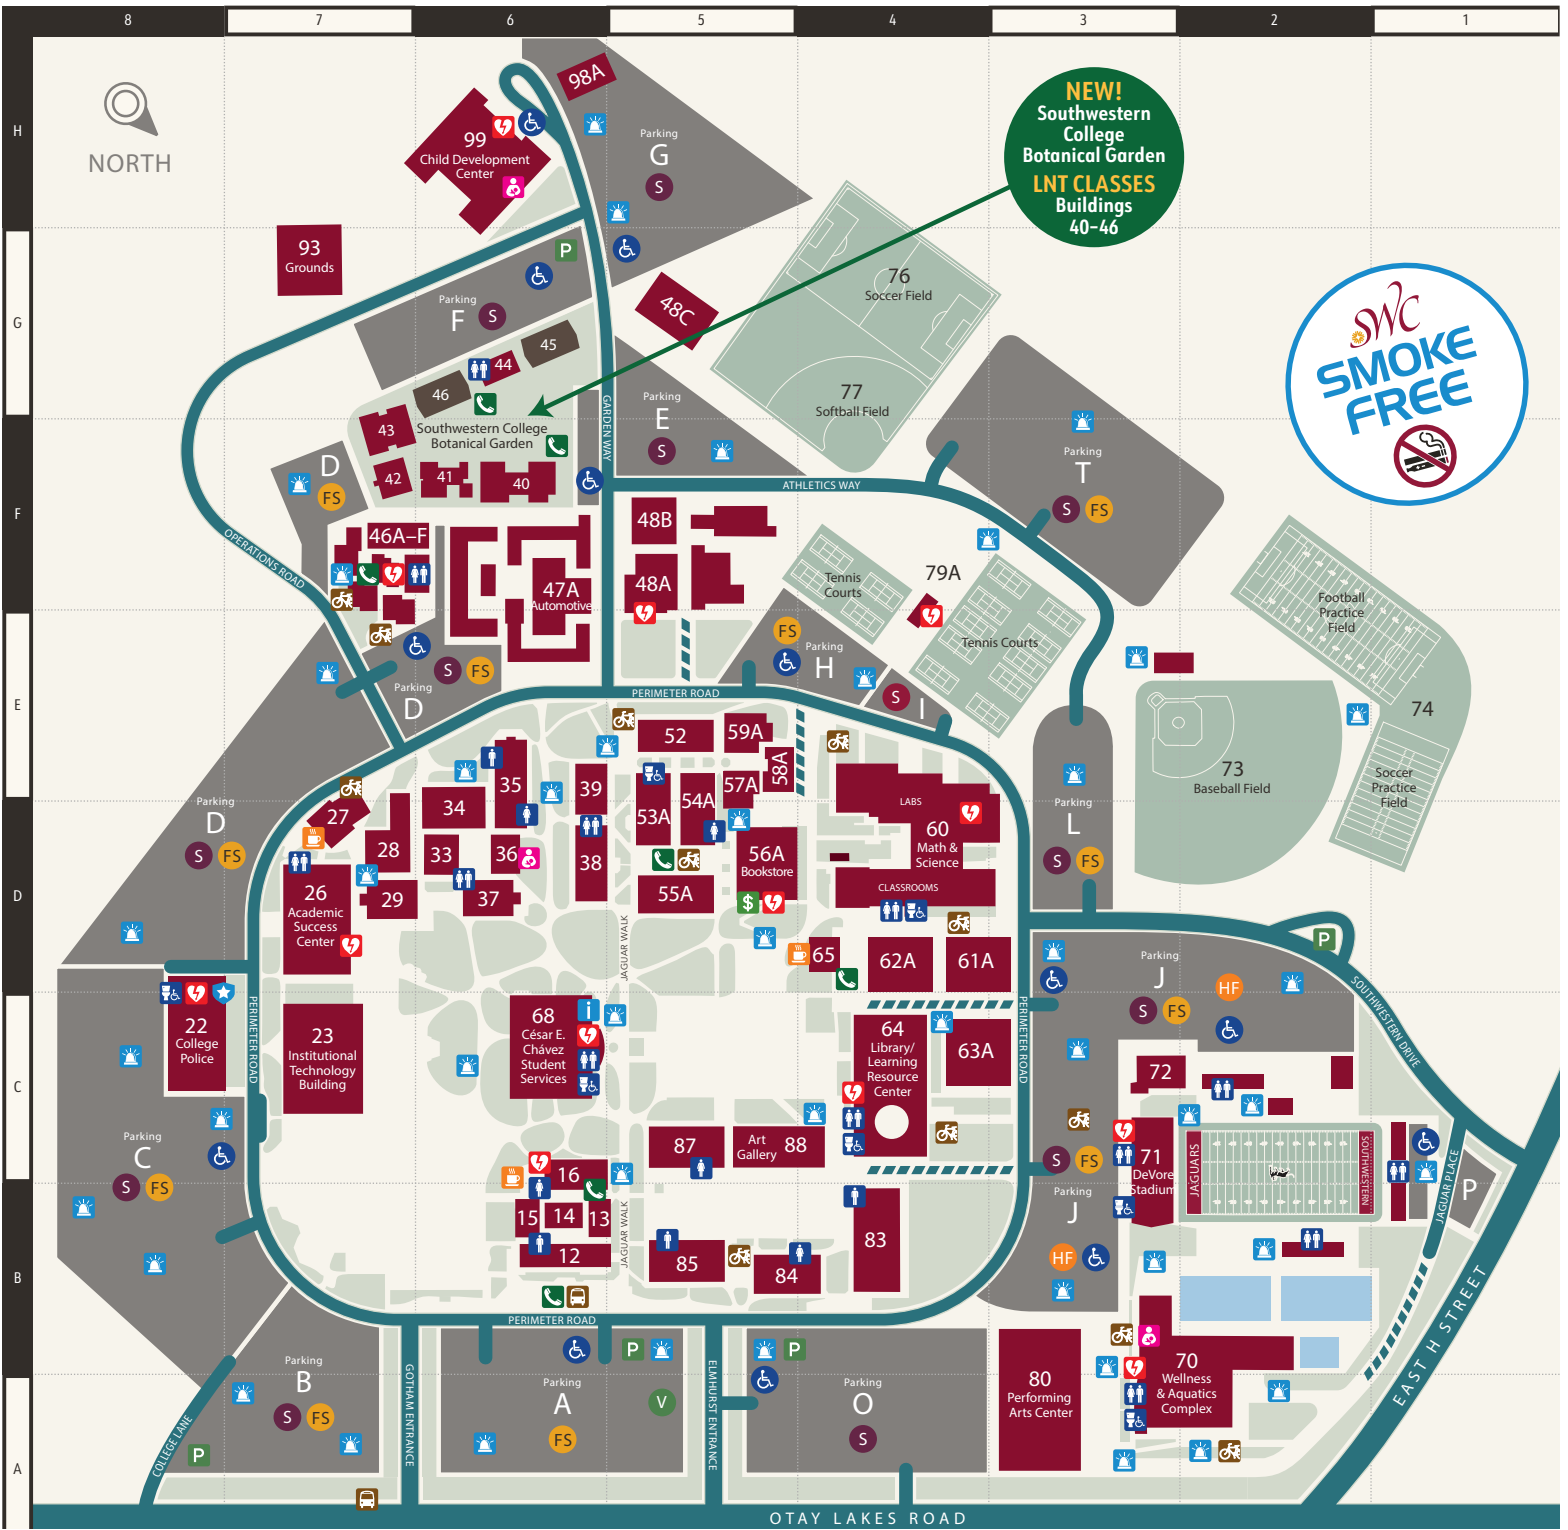 8 7 6 5 4 3 2 1
H
G
F
E
D
C
B
A
NORTH
98A
99
Child Development
Center
Parking
G
S
NEW!
Southwestern
College
Botanical Garden
LNT CLASSES
Buildings
40–46
93
Grounds
P
Parking
F
S
48C
76
Soccer Field
77
Softball Field
SWC
SMOKE
FREE
45
44
46
43
42
41
40
Southwestern College
Botanical Garden
GARDEN WAY
Parking
E
S
ATHLETICS WAY
Parking
T
S
FS
D
FS
OPERATIONS ROAD
46A–F
47A
Automotive
48B
48A
Tennis
Courts
79A
Tennis Courts
Football
Practice
Field
74
Soccer
Practice
Field
73
Baseball Field
S
FS
Parking
D
FS
Parking
H
S
I
PERIMETER ROAD
52
59A
58A
57A
54A
53A
56A
Bookstore
55A
$
35
34
39
38
33
36
37
27
28
29
26
Academic
Success
Center
Parking
D
S
FS
LABS
60
Math &
Science
CLASSROOMS
Parking
L
S
FS
65
62A
61A
JAGUAR WALK
Parking
J
S
FS
HF
P
SOUTHWESTERN DRIVE
22
College
Police
PERIMETER ROAD
23
Institutional
Technology
Building
68
César E.
Chávez
Student
Services
i
64
Library/
Learning
Resource
Center
63A
PERIMETER ROAD
72
71
DeVore
Stadium
JAGUARS
SOUTHWESTERN
JAGUAR PLACE
P
Parking
C
S
FS
87
Art
Gallery
88
16
15
14
13
12
JAGUAR WALK
85
84
83
S
FS
Parking
J
HF
EAST H STREET
PERIMETER ROAD
Parking
B
S
FS
P
COLLEGE LANE
GOTHAM ENTRANCE
P
Parking
A
V
FS
ELMHURST ENTRANCE
P
Parking
O
S
80
Performing
Arts Center
70
Wellness
& Aquatics
Complex
OTAY LAKES ROAD